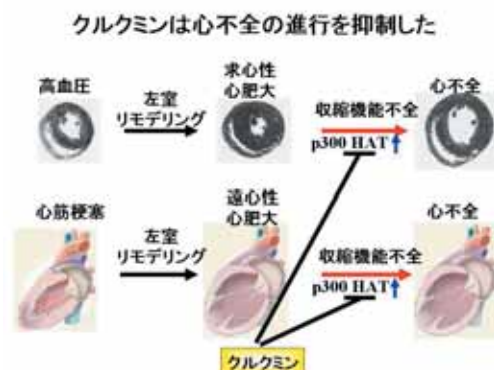 クルクミンは心不全の進行を抑制した
高血圧
左室
リモデリング
求心性
心肥大
収縮機能不全
p300 HAT
心不全
心筋梗塞
左室
リモデリング
遠心性
心肥大
収縮機能不全
p300 HAT
心不全
クルクミン